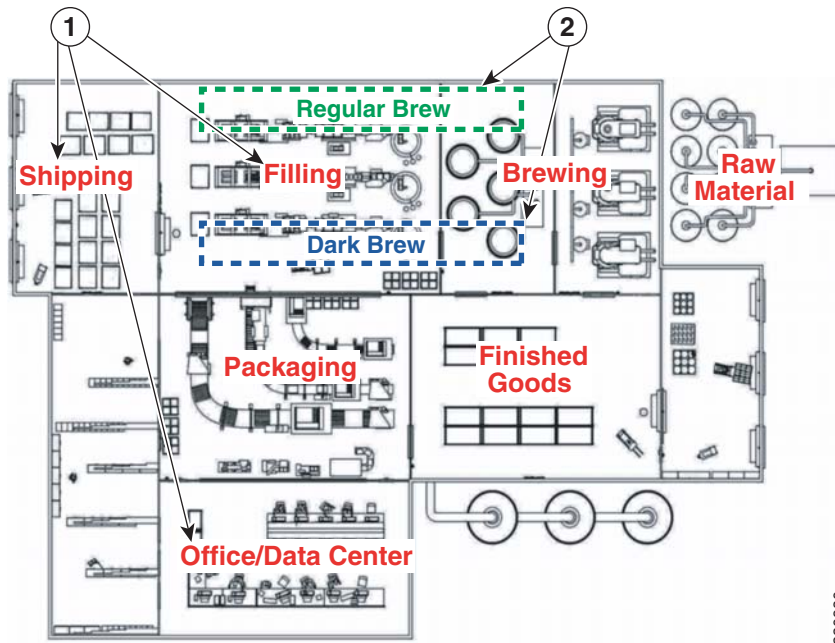 1
2
Regular Brew
Shipping
Filling
Brewing
Raw
Material
Dark Brew
Packaging
Finished
Goods
Office/Data Center